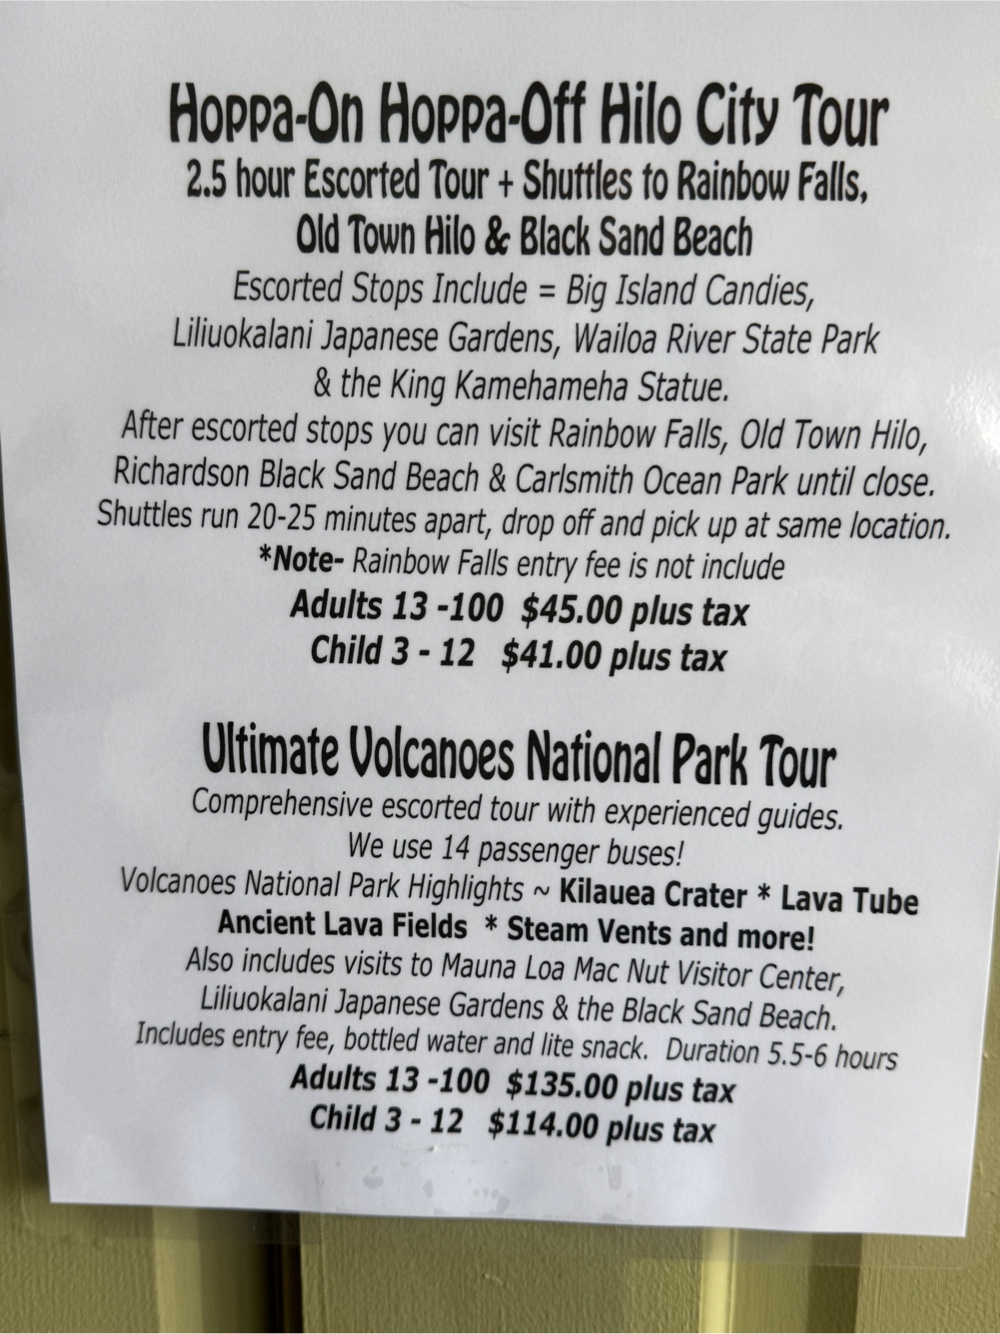 Hoppa-On Hoppa-Off Hilo City Tour
2.5 hour Escorted Tour + Shuttles to Rainbow Falls,
Old Town Hilo & Black Sand Beach
Escorted Stops Include = Big Island Candies,
Liliuokalani Japanese Gardens, Wailoa River State Park
& the King Kamehameha Statue.
After escorted stops you can visit Rainbow Falls, Old Town Hilo,
Richardson Black Sand Beach & Carlsmith Ocean Park until close.
Shuttles run 20-25 minutes apart, drop off and pick up at same location.
*Note- Rainbow Falls entry fee is not include
Adults 13 -100 $45.00 plus tax
Child 3 - 12 $41.00 plus tax
Ultimate Volcanoes National Park Tour
Comprehensive escorted tour with experienced guides.
We use 14 passenger buses!
Volcanoes National Park Highlights ~ Kilauea Crater * Lava Tube
Ancient Lava Fields * Steam Vents and more!
Also includes visits to Mauna Loa Mac Nut Visitor Center,
Liliuokalani Japanese Gardens & the Black Sand Beach.
Includes entry fee, bottled water and lite snack. Duration 5.5-6 hours
Adults 13 -100 $135.00 plus tax
Child 3 - 12 $114.00 plus tax